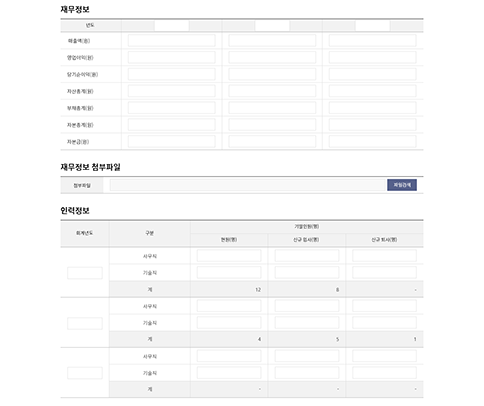 재무정보
년도
매출액(원)
영업이익(원)
당기순이익(원)
자산총계(원)
부채총계(원)
자본총계(원)
자본금(원)
재무정보 첨부파일
첨부파일 파일검색
인력정보
회계년도 구분 기말인원(명)
현원(명) 신규 입사(명) 신규 퇴사(명)
사무직
기술직
계 12 8 -
사무직
기술직
계 4 5 1
사무직
기술직
계 - - -